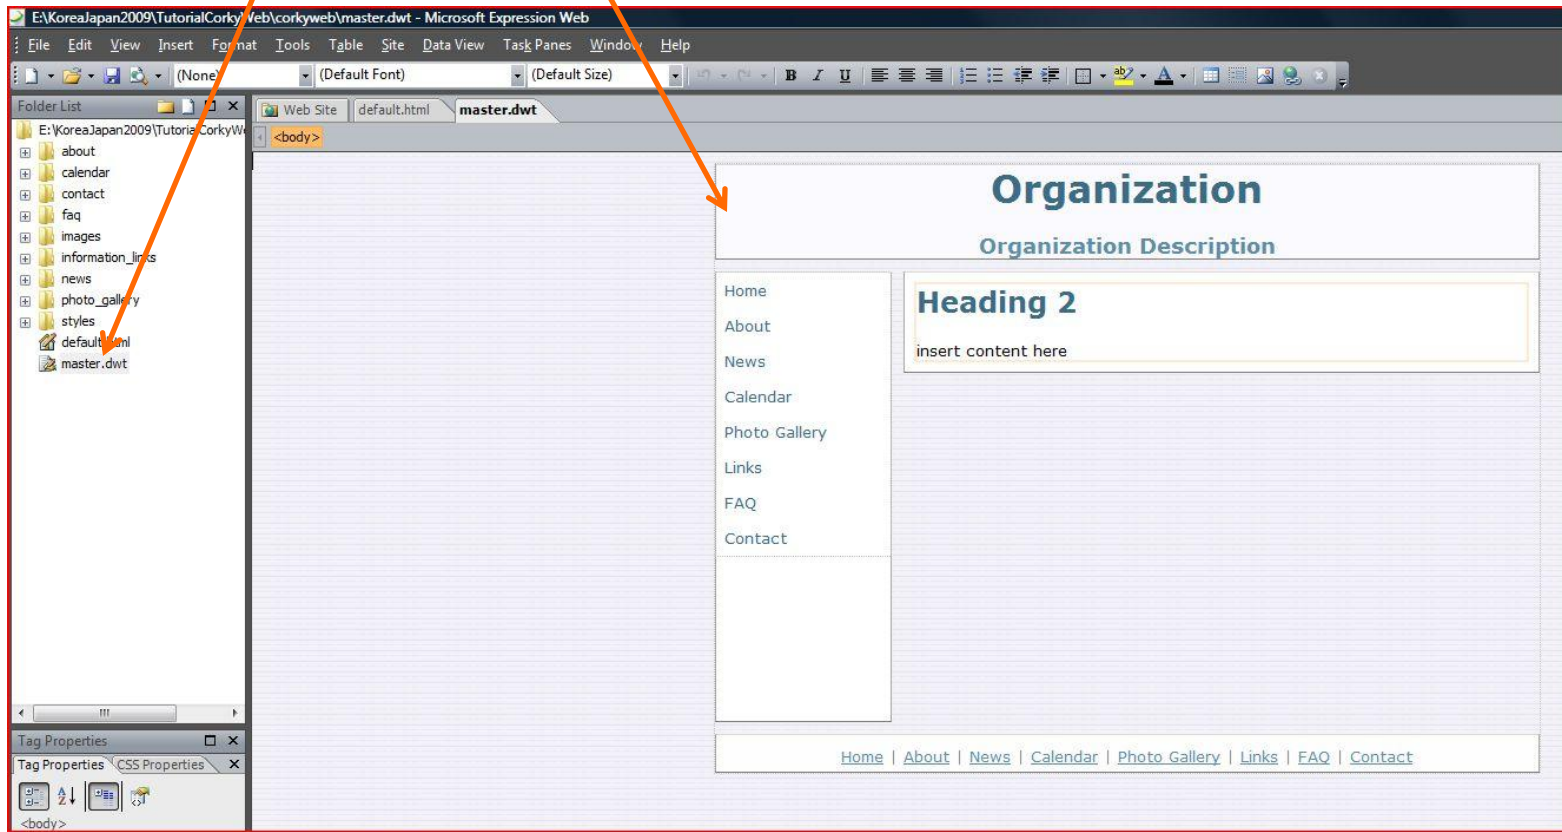 E:\KoreaJapan2009\TutorialCorkyWeb\corkyweb\master.dwt - Microsoft Expression Web
File Edit View Insert Format Tools Table Site Data View Task Panes Window Help
(None) (Default Font) (Default Size) B I U ab A
Folder List
Web Site default.html master.dwt
E:\KoreaJapan2009\TutorialCorkyWe
<body>
about
calendar
contact
faq
images
information_links
news
photo_gallery
styles
default.html
master.dwt
Organization
Organization Description
Home
About
News
Calendar
Photo Gallery
Links
FAQ
Contact
Heading 2
insert content here
Home | About | News | Calendar | Photo Gallery | Links | FAQ | Contact
Tag Properties
Tag Properties CSS Properties
A Z
<body>